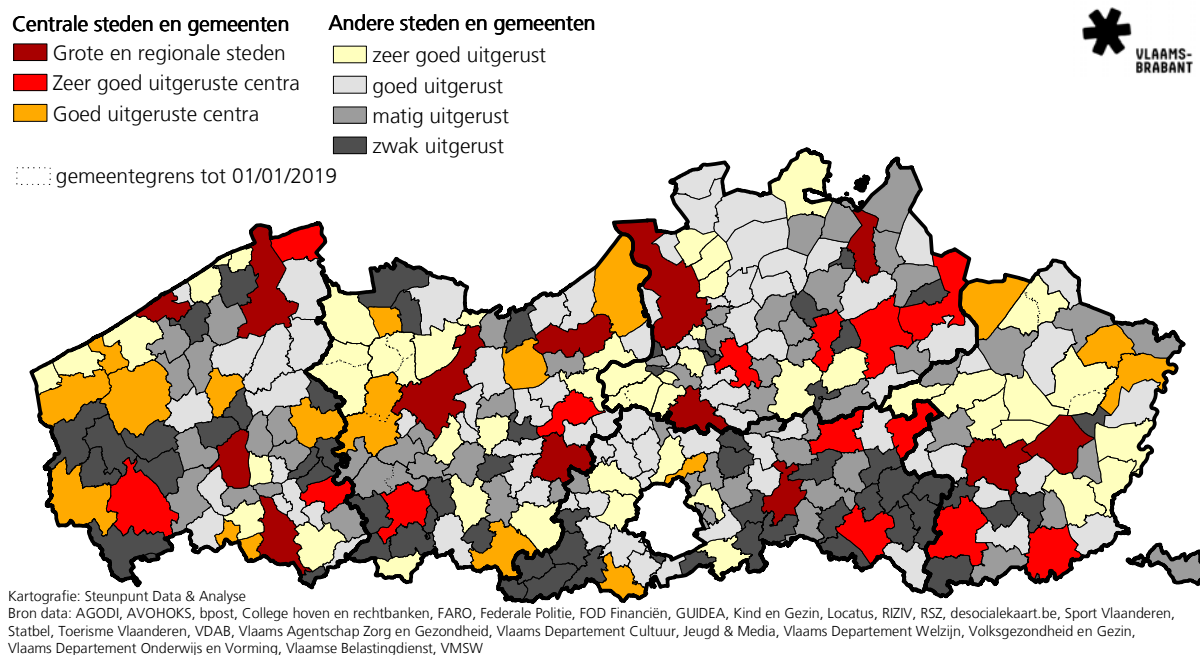 Centrale steden en gemeenten
Grote en regionale steden
Zeer goed uitgeruste centra
Goed uitgeruste centra
gemeentegrens tot 01/01/2019
Andere steden en gemeenten
zeer goed uitgerust
goed uitgerust
matig uitgerust
zwak uitgerust
VLAAMS-
BRABANT
Kartografie: Steunpunt Data & Analyse
Bron data: AGODI, AVOHOKS, bpost, College hoven en rechtbanken, FARO, Federale Politie, FOD Financiën, GUIDEA, Kind en Gezin, Locatus, RIZIV, RSZ, desocialekaart.be, Sport Vlaanderen,
Statbel, Toerisme Vlaanderen, VDAB, Vlaams Agentschap Zorg en Gezondheid, Vlaams Departement Cultuur, Jeugd & Media, Vlaams Departement Welzijn, Volksgezondheid en Gezin,
Vlaams Departement Onderwijs en Vorming, Vlaamse Belastingdienst, VMSW